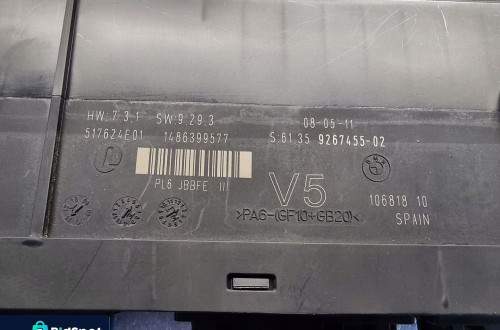 HW:7.3.1 SW:9.29.3 08-05-11
517624E01 1486399577 S:61.35 9267455-02
PL6 JBBFE III
V5
106818 10
>PA6-(GF10+GB20)<
SPAIN
BidSpot